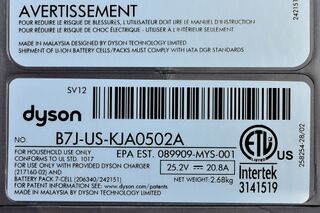 AVERTISSEMENT
POUR RÉDUIRE LE RISQUE DE BLESSURES, L'UTILISATEUR DOIT LIRE LE MANUEL D'INSTRUCTION
POUR RÉDUIRE LE RISQUE DE CHOC ÉLECTRIQUE - UTILISER À L'INTÉRIEUR SEULEMENT
MADE IN MALAYSIA DESIGNED BY DYSON TECHNOLOGY LIMITED
SHIPMENT OF LI-ION BATTERY CELLS/PACKS MUST COMPLY WITH IATA DGR STANDARDS
SV12
dyson
NO B7J-US-KJA0502A
FOR HOUSEHOLD USE ONLY
CONFORMS TO UL STD. 1017
EPA EST. 089909-MYS-001
FOR USE ONLY WITH PROVIDED DYSON CHARGER
(217160-02) AND
BATTERY PACK 7-CELL (206340/242151)
25.2V 20.8A
FOR PATENT INFORMATION SEE: www.dyson.com/patents
MADE IN MALAYSIA DESIGNED BY DYSON TECHNOLOGY LIMITED
NET WEIGHT: 2.68kg
ETL
US
Intertek
3141519
258254-28/02